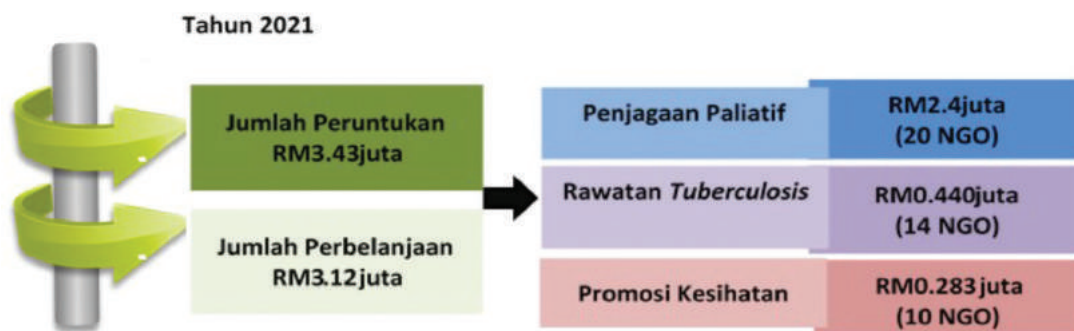 Tahun 2021
Jumlah Peruntukan
RM3.43juta
Jumlah Perbelanjaan
RM3.12juta
Penjagaan Paliatif
RM2.4juta
(20 NGO)
Rawatan Tuberculosis
RM0.440juta
(14 NGO)
Promosi Kesihatan
RM0.283juta
(10 NGO)